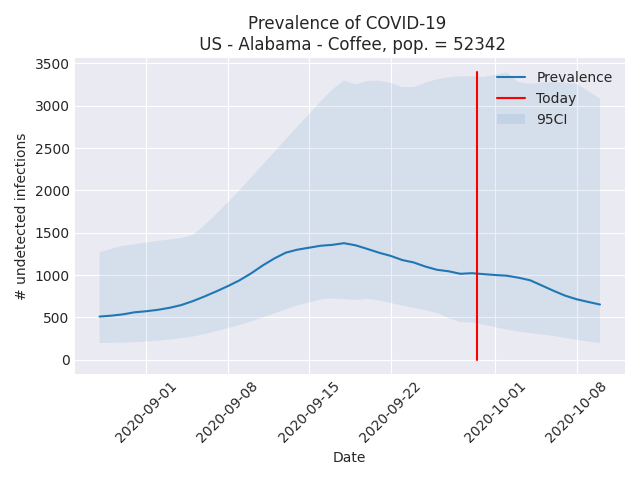 Prevalence of COVID-19
US - Alabama - Coffee, pop. = 52342
3500
3000
2500
2000
1500
1000
500
0
# undetected infections
Prevalence
Today
95CI
2020-09-01
2020-09-08
2020-09-15
2020-09-22
2020-10-01
2020-10-08
Date